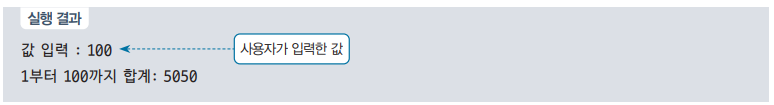 실행 결과
값 입력 : 100 사용자가 입력한 값
1부터 100까지 합계: 5050